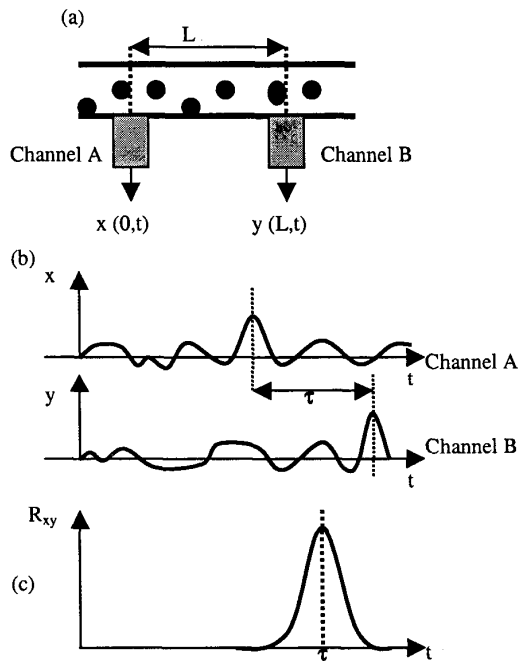 (a)
L
Channel A
Channel B
x (0,t)
y (L,t)
(b)
x
Channel A
t
τ
y
Channel B
t
R_xy
(c)
τ
t